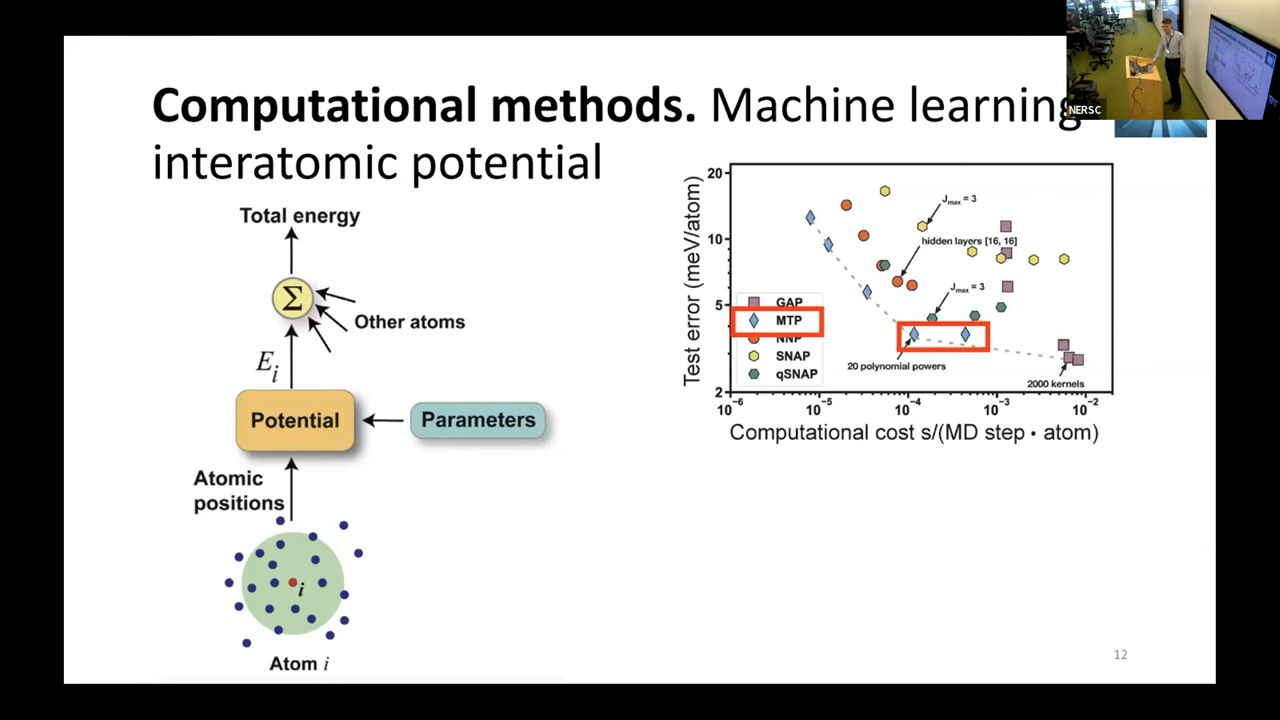 Computational methods. Machine learning
interatomic potential
NERSC
Total energy
Σ
Other atoms
E_i
Potential
Parameters
Atomic
positions
i
Atom i
Test error (meV/atom)
20
10
5
2
J_max = 3
hidden layers [16, 16]
J_max = 3
GAP
MTP
NNP
SNAP
qSNAP
20 polynomial powers
2000 kernels
10⁻⁶
10⁻⁵
10⁻⁴
10⁻³
10⁻²
Computational cost s/(MD step · atom)
12